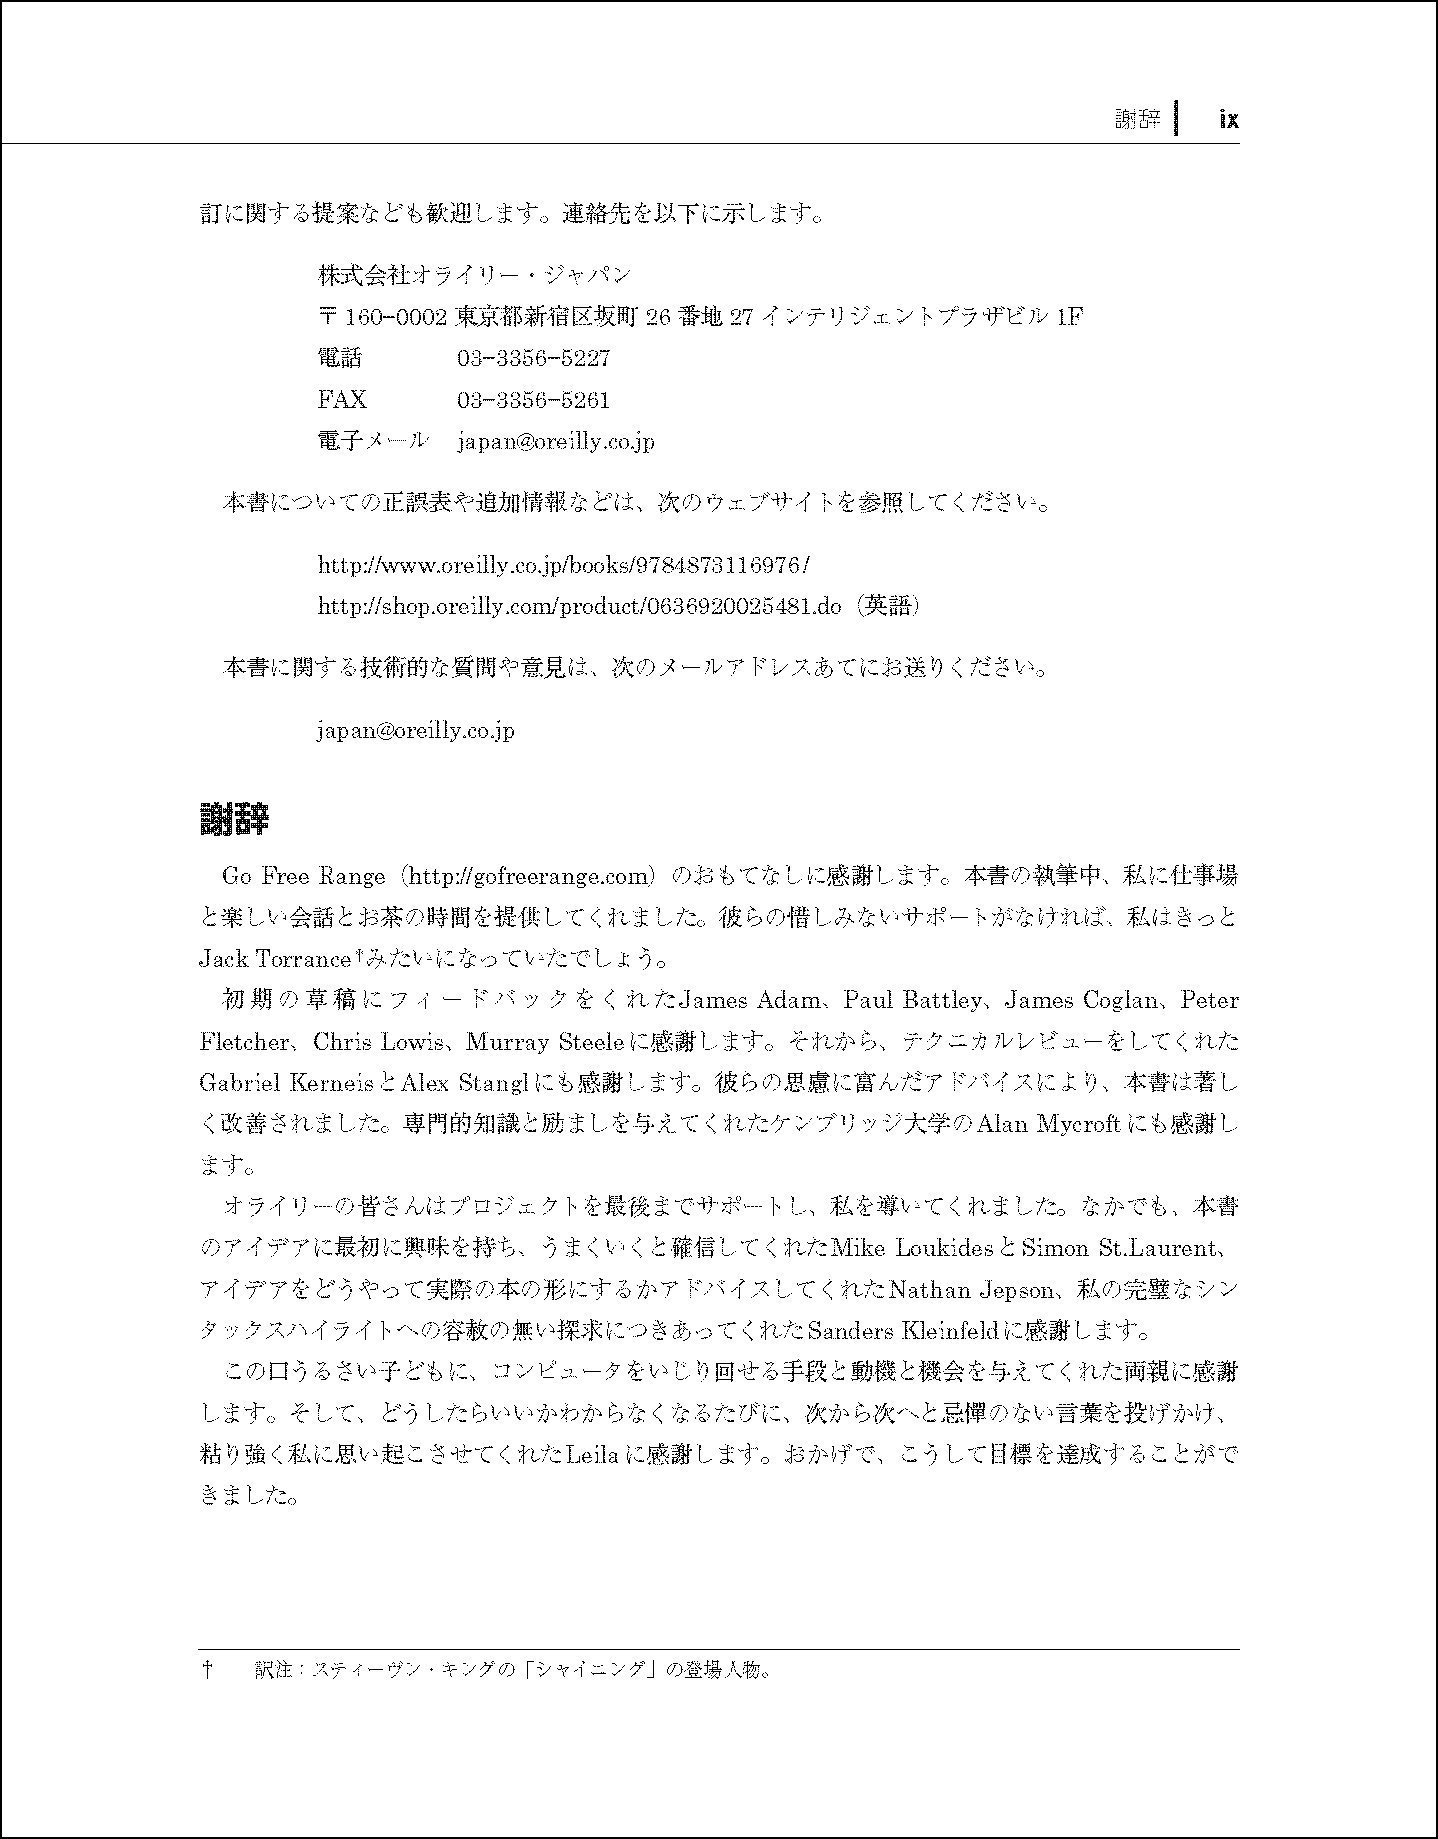 謝辞 ix
訂に関する提案なども歓迎します。連絡先を以下に示します。
株式会社オライリー・ジャパン
〒160-0002 東京都新宿区坂町 26 番地 27 インテリジェントプラザビル 1F
電話 03-3356-5227
FAX 03-3356-5261
電子メール japan@oreilly.co.jp
本書についての正誤表や追加情報などは、次のウェブサイトを参照してください。
http://www.oreilly.co.jp/books/9784873116976/
http://shop.oreilly.com/product/0636920025481.do（英語）
本書に関する技術的な質問や意見は、次のメールアドレスあてにお送りください。
japan@oreilly.co.jp
謝辞
Go Free Range（http://gofreerange.com）のおもてなしに感謝します。本書の執筆中、私に仕事場
と楽しい会話とお茶の時間を提供してくれました。彼らの惜しみないサポートがなければ、私はきっと
Jack Torrance†みたいになっていたでしょう。
初期の草稿にフィードバックをくれたJames Adam、Paul Battley、James Coglan、Peter
Fletcher、Chris Lowis、Murray Steeleに感謝します。それから、テクニカルレビューをしてくれた
Gabriel KerneisとAlex Stanglにも感謝します。彼らの思慮に富んだアドバイスにより、本書は著し
く改善されました。専門的知識と励ましを与えてくれたケンブリッジ大学のAlan Mycroftにも感謝し
ます。
オライリーの皆さんはプロジェクトを最後までサポートし、私を導いてくれました。なかでも、本書
のアイデアに最初に興味を持ち、うまくいくと確信してくれたMike LoukidesとSimon St.Laurent、
アイデアをどうやって実際の本の形にするかアドバイスしてくれたNathan Jepson、私の完璧なシン
タックスハイライトへの容赦の無い探求につきあってくれたSanders Kleinfeldに感謝します。
この口うるさい子どもに、コンピュータをいじり回せる手段と動機と機会を与えてくれた両親に感謝
します。そして、どうしたらいいかわからなくなるたびに、次から次へと忌憚のない言葉を投げかけ、
粘り強く私に思い起こさせてくれたLeilaに感謝します。おかげで、こうして目標を達成することがで
きました。
† 訳注：スティーヴン・キングの「シャイニング」の登場人物。